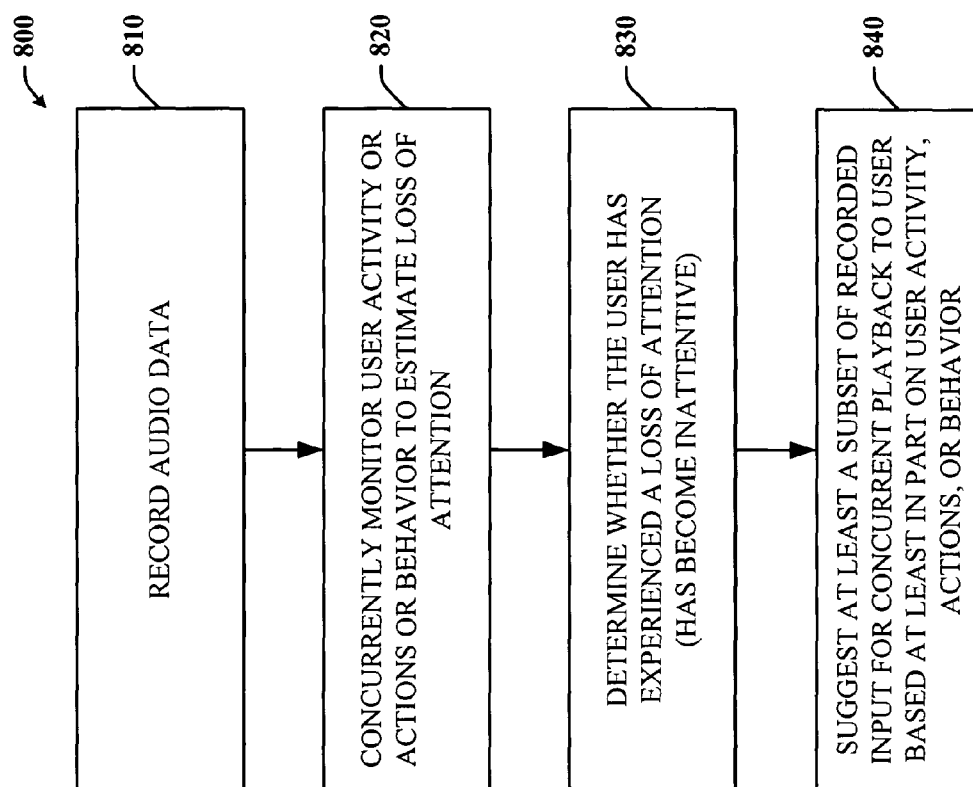 800
810
RECORD AUDIO DATA
820
CONCURRENTLY MONITOR USER ACTIVITY OR
ACTIONS OR BEHAVIOR TO ESTIMATE LOSS OF
ATTENTION
830
DETERMINE WHETHER THE USER HAS
EXPERIENCED A LOSS OF ATTENTION
(HAS BECOME INATTENTIVE)
840
SUGGEST AT LEAST A SUBSET OF RECORDED
INPUT FOR CONCURRENT PLAYBACK TO USER
BASED AT LEAST IN PART ON USER ACTIVITY,
ACTIONS, OR BEHAVIOR